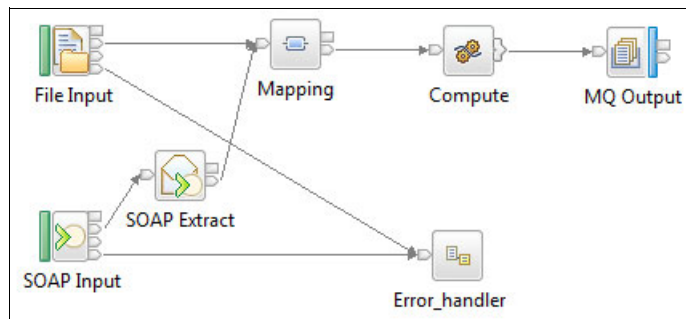 File Input
Mapping
Compute
MQ Output
SOAP Extract
SOAP Input
Error_handler